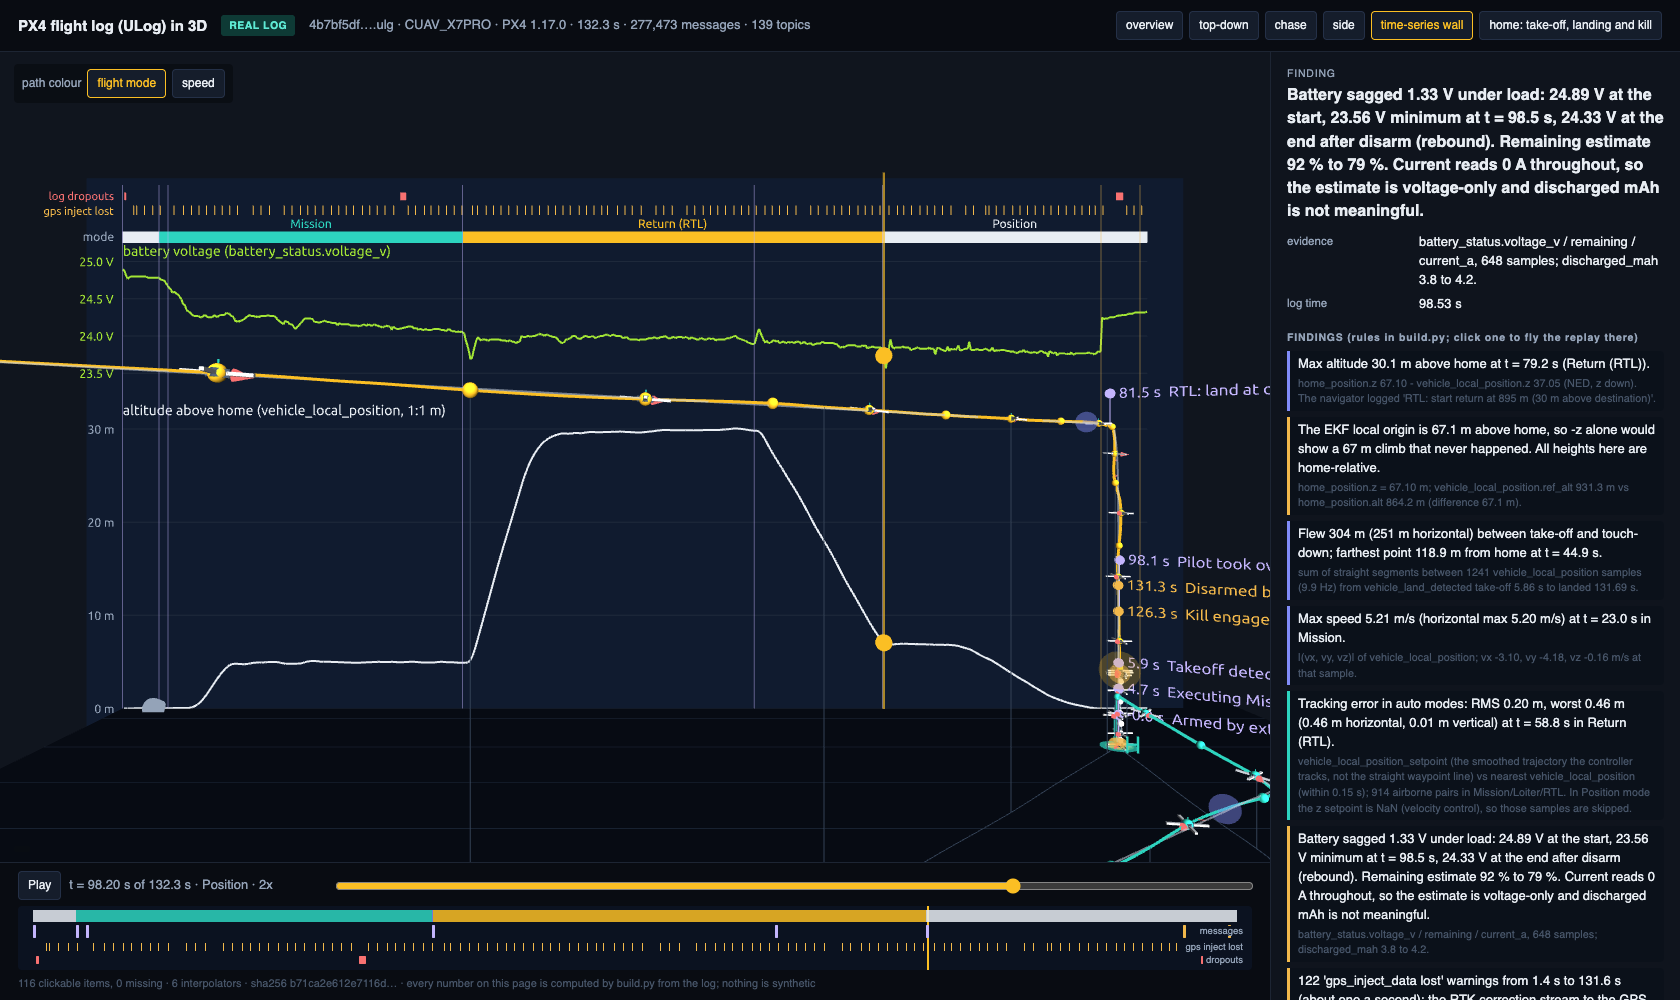 PX4 flight log (ULog) in 3D
REAL LOG
4b7bf5df....ulg · CUAV_X7PRO · PX4 1.17.0 · 132.3 s · 277,473 messages · 139 topics
overview
top-down
chase
side
time-series wall
home: take-off, landing and kill
path colour
flight mode
speed
log dropouts
gps inject lost
Mission
Return (RTL)
Position
mode
battery voltage (battery_status.voltage_v)
25.0 V
24.5 V
24.0 V
23.5 V
altitude above home (vehicle_local_position, 1:1 m)
30 m
20 m
10 m
0 m
81.5 s RTL: land at c
98.1 s Pilot took ov
131.3 s Disarmed b
126.3 s Kill engage
5.9 s Takeoff detec
4.7 s Executing Mis
Armed by ext
Play
t = 98.20 s of 132.3 s · Position · 2x
messages
gps inject lost
dropouts
116 clickable items, 0 missing · 6 interpolators · sha256 b71ca2e612e7116d... · every number on this page is computed by build.py from the log; nothing is synthetic
FINDING
Battery sagged 1.33 V under load: 24.89 V at the
start, 23.56 V minimum at t = 98.5 s, 24.33 V at the
end after disarm (rebound). Remaining estimate
92 % to 79 %. Current reads 0 A throughout, so
the estimate is voltage-only and discharged mAh
is not meaningful.
evidence
battery_status.voltage_v / remaining /
current_a, 648 samples; discharged_mah
3.8 to 4.2.
log time
98.53 s
FINDINGS (rules in build.py; click one to fly the replay there)
Max altitude 30.1 m above home at t = 79.2 s (Return (RTL)).
home_position.z 67.10 - vehicle_local_position.z 37.05 (NED, z down).
The navigator logged 'RTL: start return at 895 m (30 m above destination)'.
The EKF local origin is 67.1 m above home, so -z alone would
show a 67 m climb that never happened. All heights here are
home-relative.
home_position.z = 67.10 m; vehicle_local_position.ref_alt 931.3 m vs
home_position.alt 864.2 m (difference 67.1 m).
Flew 304 m (251 m horizontal) between take-off and touch-
down; farthest point 118.9 m from home at t = 44.9 s.
sum of straight segments between 1241 vehicle_local_position samples
(9.9 Hz) from vehicle_land_detected take-off 5.86 s to landed 131.69 s.
Max speed 5.21 m/s (horizontal max 5.20 m/s) at t = 23.0 s in
Mission.
|(vx, vy, vz)| of vehicle_local_position; vx -3.10, vy -4.18, vz -0.16 m/s at
that sample.
Tracking error in auto modes: RMS 0.20 m, worst 0.46 m
(0.46 m horizontal, 0.01 m vertical) at t = 58.8 s in Return
(RTL).
vehicle_local_position_setpoint (the smoothed trajectory the controller
tracks, not the straight waypoint line) vs nearest vehicle_local_position
(within 0.15 s); 914 airborne pairs in Mission/Loiter/RTL. In Position mode
the z setpoint is NaN (velocity control), so those samples are skipped.
Battery sagged 1.33 V under load: 24.89 V at the start, 23.56
V minimum at t = 98.5 s, 24.33 V at the end after disarm
(rebound). Remaining estimate 92 % to 79 %. Current reads 0
A throughout, so the estimate is voltage-only and discharged
mAh is not meaningful.
battery_status.voltage_v / remaining / current_a, 648 samples;
discharged_mah 3.8 to 4.2.
122 'gps_inject_data lost' warnings from 1.4 s to 131.6 s
(about one a second): the RTK correction stream to the GPS